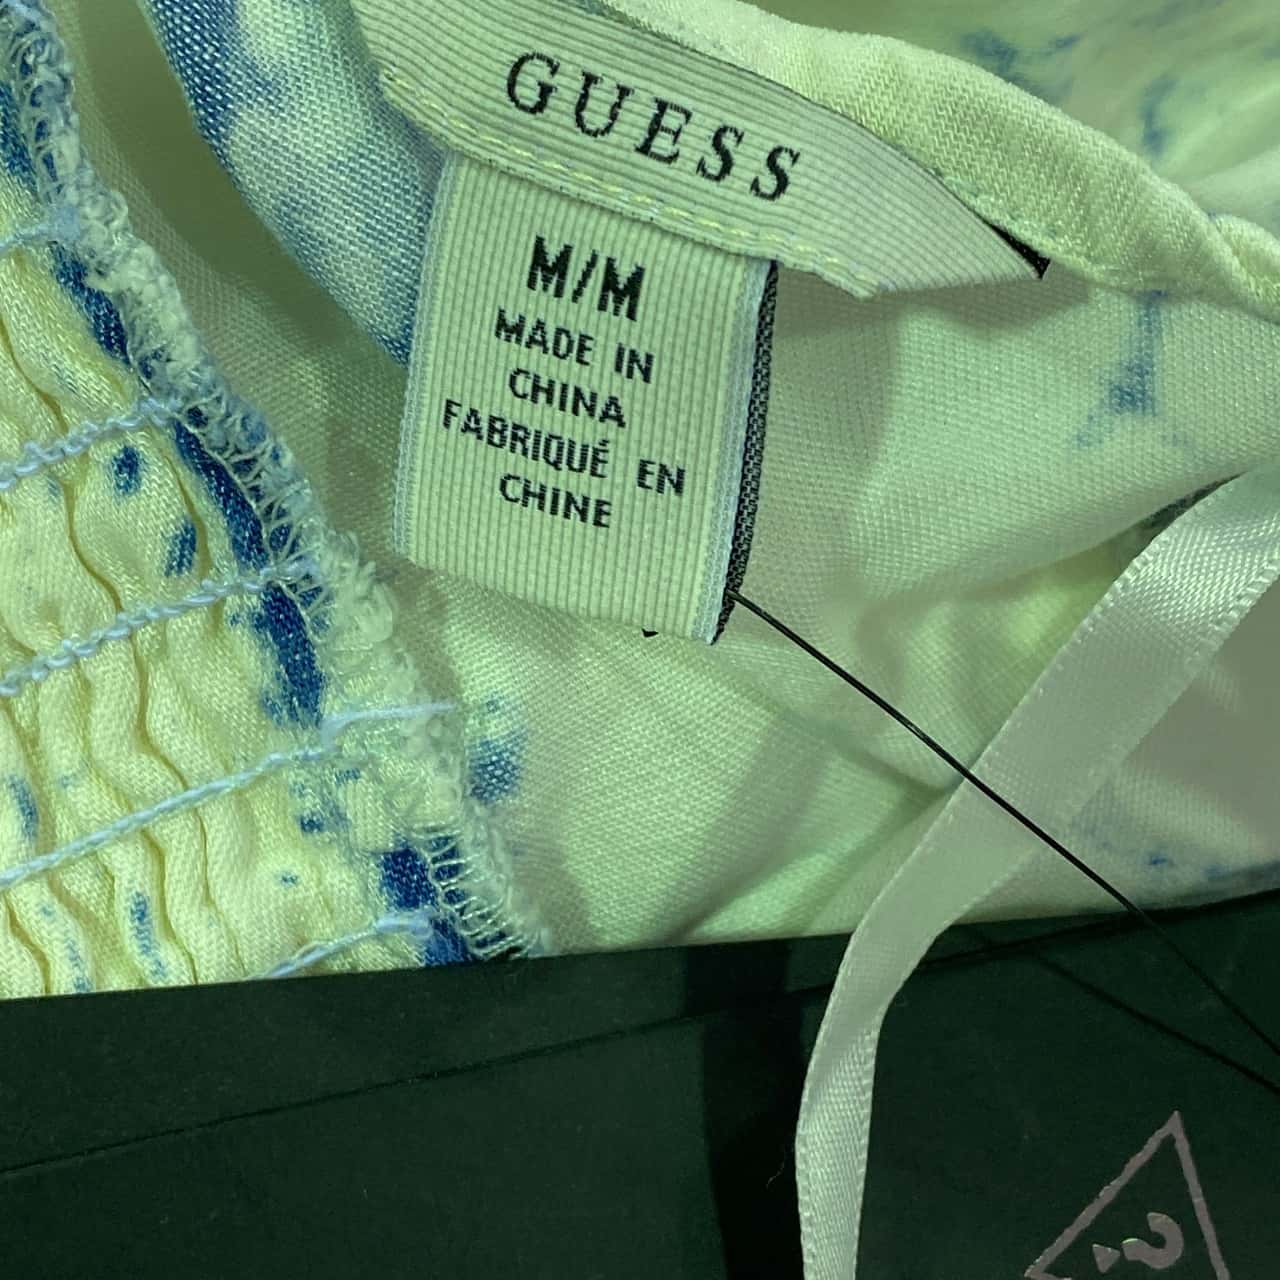 GUESS
M/M
MADE IN
CHINA
FABRIQUÉ EN
CHINE
?